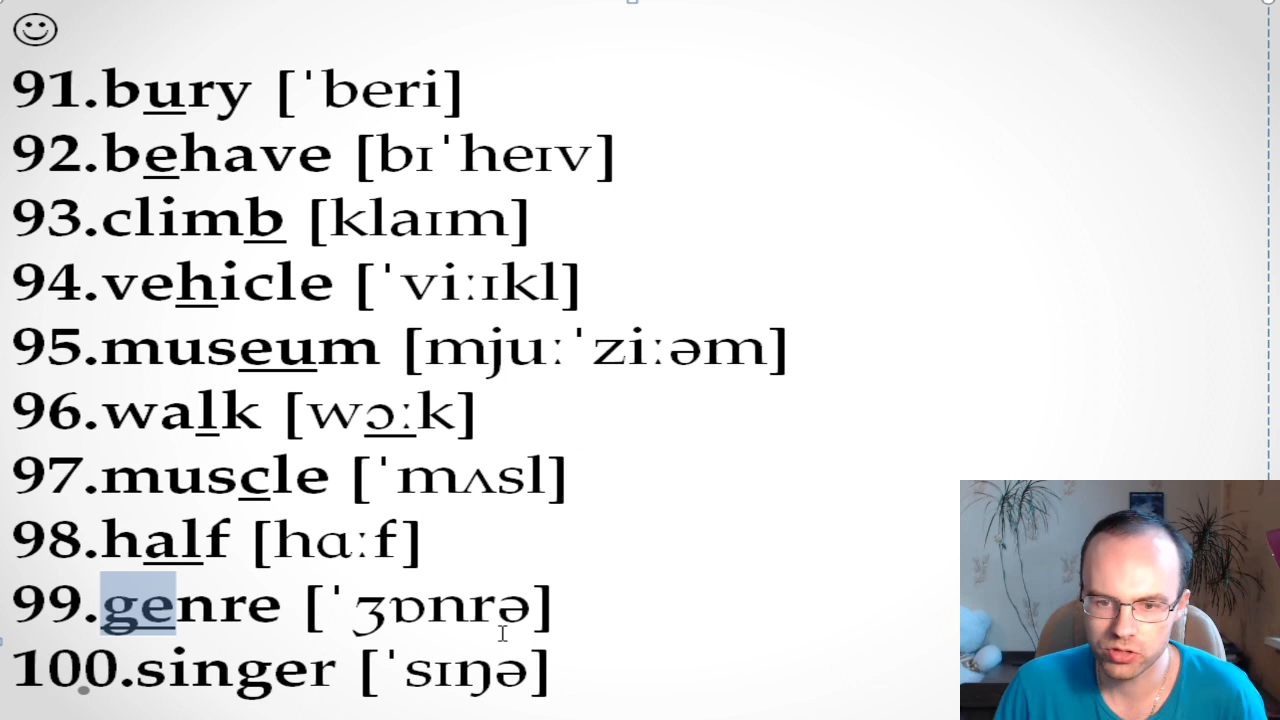 ☺
91.bury [ˈberi]
92.behave [bɪˈheɪv]
93.climb [klaɪm]
94.vehicle [ˈviːɪkl]
95.museum [mjuːˈziːəm]
96.walk [wɔːk]
97.muscle [ˈmʌsl]
98.half [hɑːf]
99.genre [ˈʒɒnrə]
100.singer [ˈsɪŋə]